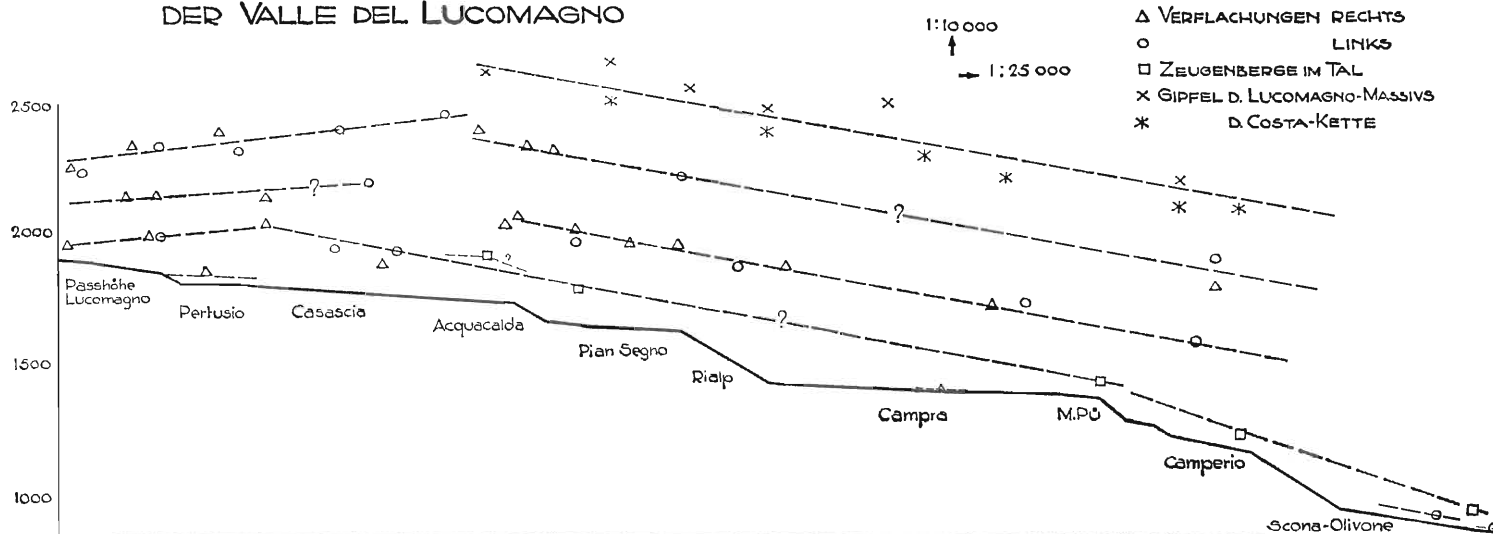 DER VALLE DEL LUCOMAGNO
1:10 000
1:25 000
VERFLACHUNGEN RECHTS
LINKS
ZEUGENBERGE IM TAL
GIPFEL D. LUCOMAGNO-MASSIVS
D. COSTA-KETTE
2500
2000
1500
1000
?
?
?
?
Passhöhe
Lucomagno
Pertusio
Casascia
Acquacalda
Pian Segno
Rialp
Campra
M.Pü
Camperio
Scona-Olivone